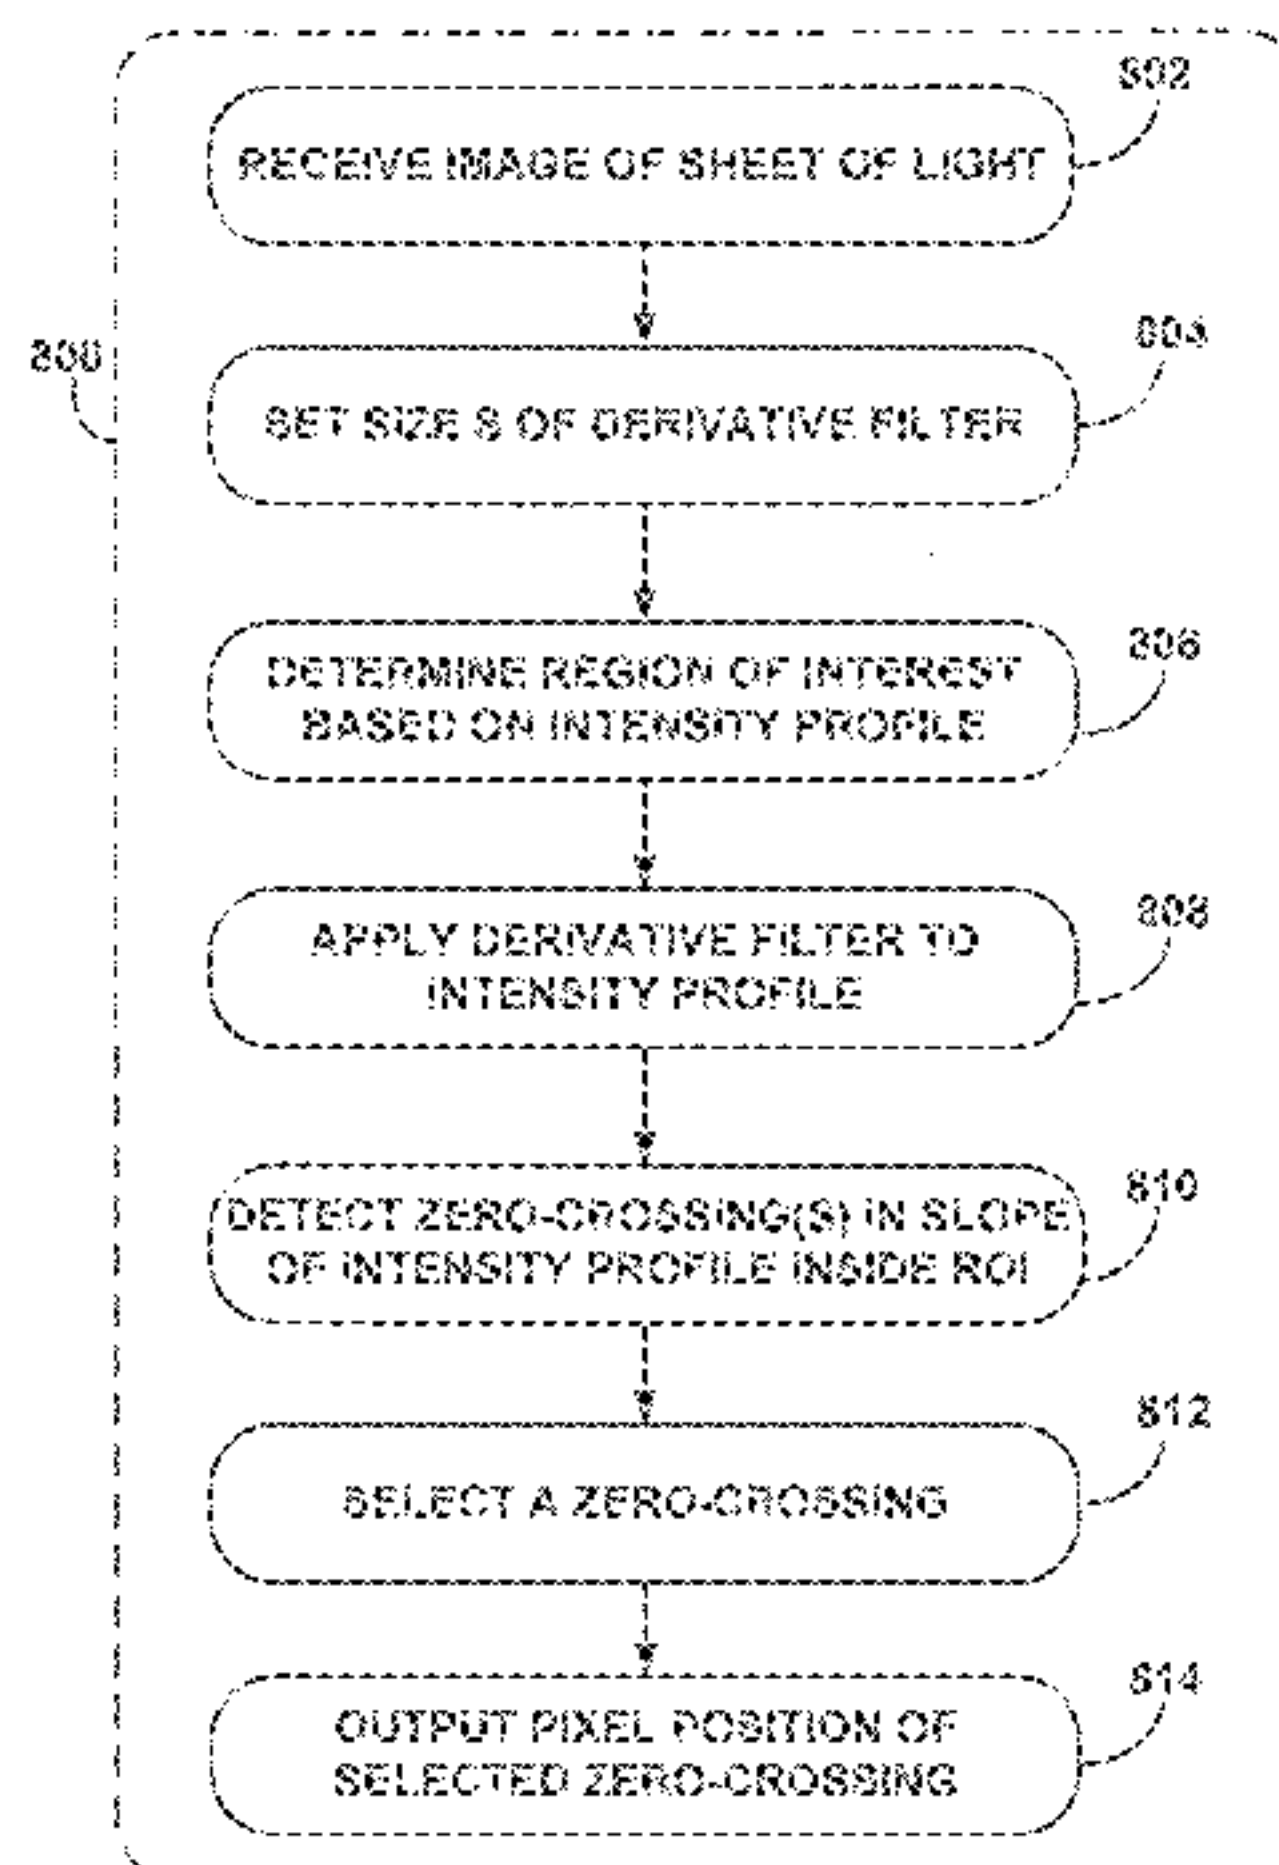 802
RECEIVE IMAGE OF SHEET OF LIGHT
804
800
SET SIZE S OF DERIVATIVE FILTER
806
DETERMINE REGION OF INTEREST
BASED ON INTENSITY PROFILE
808
APPLY DERIVATIVE FILTER TO
INTENSITY PROFILE
810
DETECT ZERO-CROSSING(S) IN SLOPE
OF INTENSITY PROFILE INSIDE ROI
812
SELECT A ZERO-CROSSING
814
OUTPUT PIXEL POSITION OF
SELECTED ZERO-CROSSING